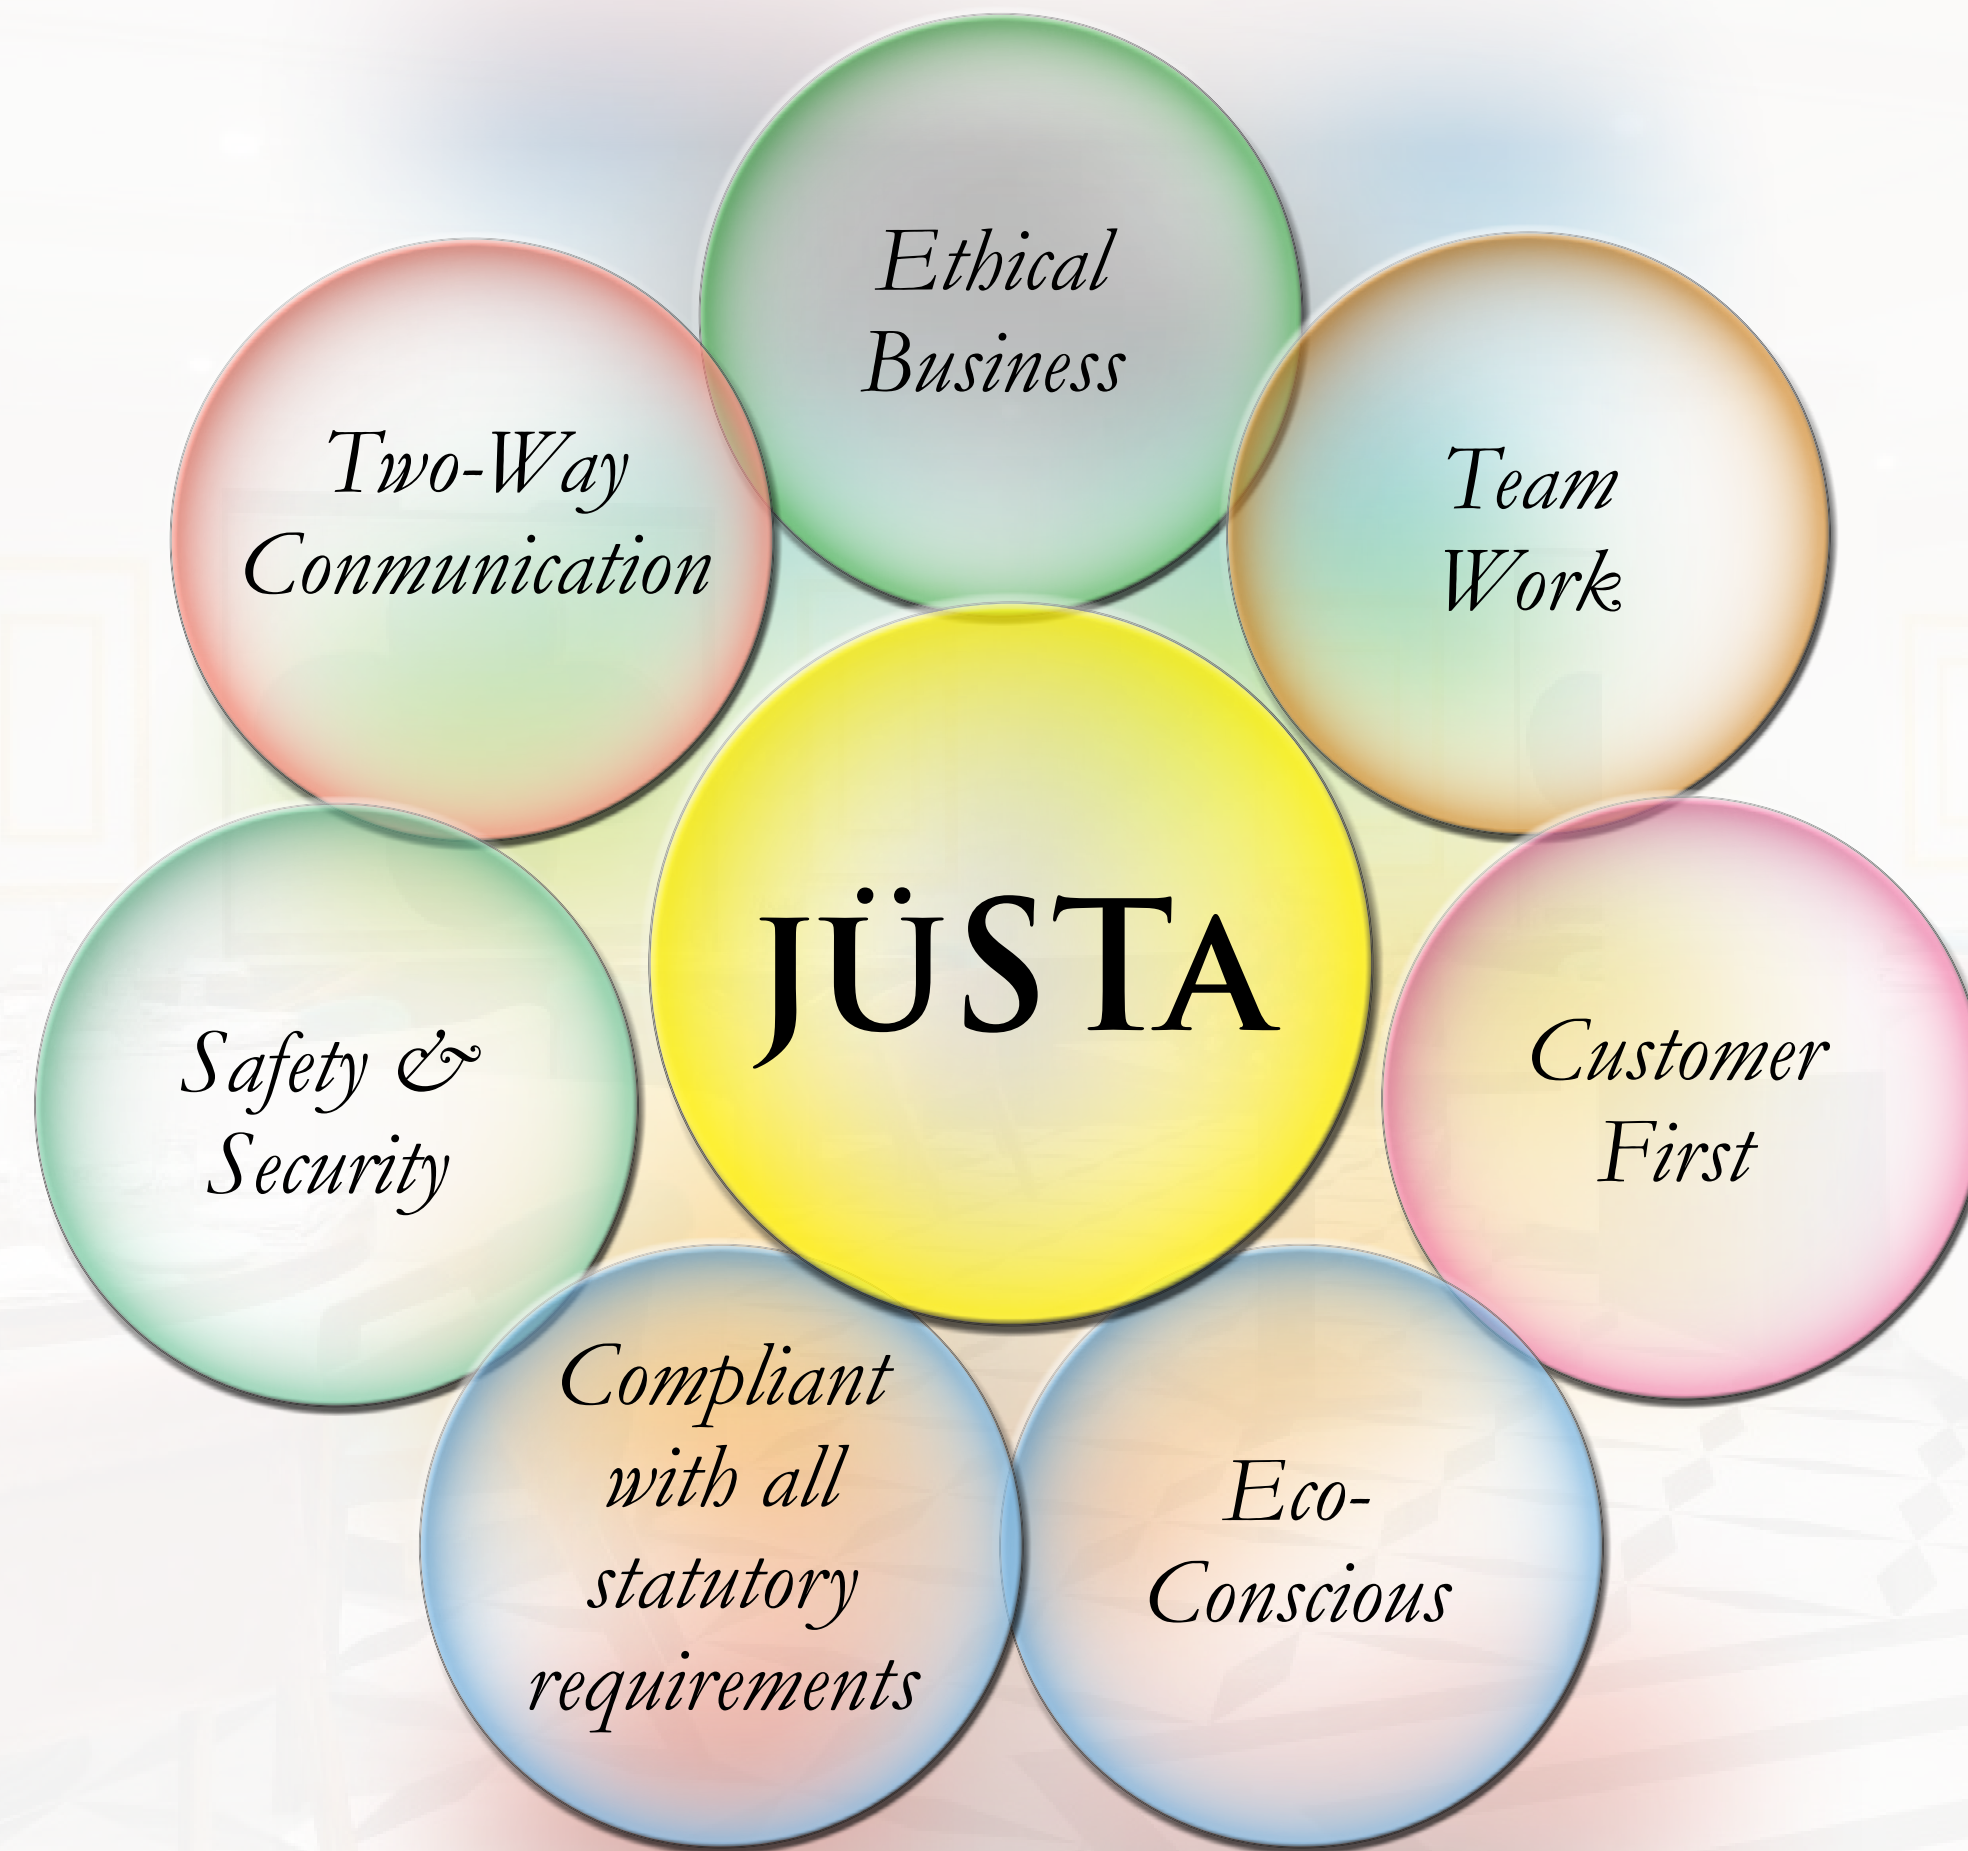 Ethical
Business
Two-Way
Conmunication
Team
Work
JÜSTA
Safety &
Security
Customer
First
Compliant
with all
statutory
requirements
Eco-
Conscious